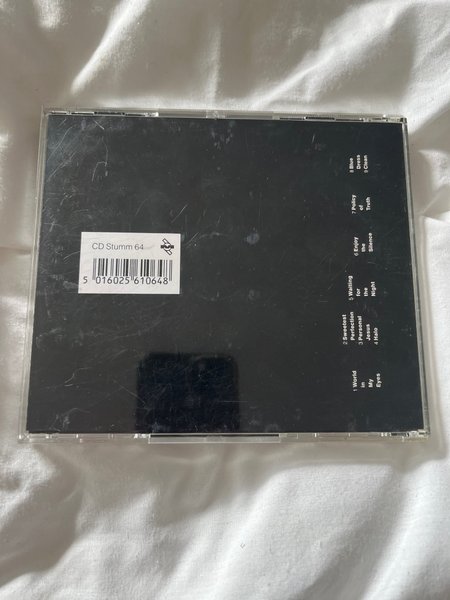 CD Stumm 64
5 016025 610648
1 World
in
My
Eyes
2 Sweetest
Perfection
3 Personal
Jesus
4 Halo
5 Waiting
for
the
Night
6 Enjoy
the
Silence
7 Policy
of
Truth
8 Blue
Dress
9 Clean